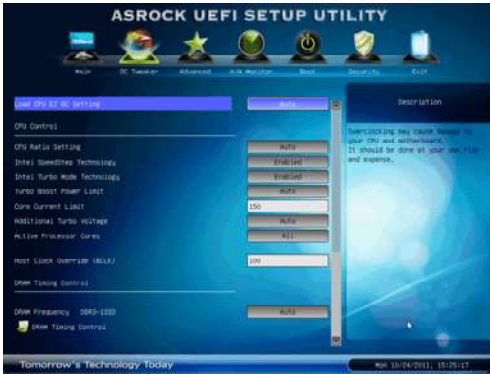 ASROCK UEFI SETUP UTILITY
Main
OC Tweaker
Advanced
H/W Monitor
Boot
Security
Exit
Load CPU EZ OC Setting
Auto
CPU Control
CPU Ratio Setting
Auto
Intel SpeedStep Technology
Enabled
Intel Turbo Mode Technology
Enabled
Turbo Boost Power Limit
Auto
Core Current Limit
150
Additional Turbo Voltage
Auto
Active Processor Cores
All
Host Clock Override (BCLK)
100
DRAM Timing Control
DRAM Frequency DDR3-1333
Auto
DRAM Timing Control
Description
Overclocking may cause damage to
your CPU and motherboard.
It should be done at your own risk
and expense.
Tomorrow's Technology Today
Mon 10/24/2011, 15:25:17